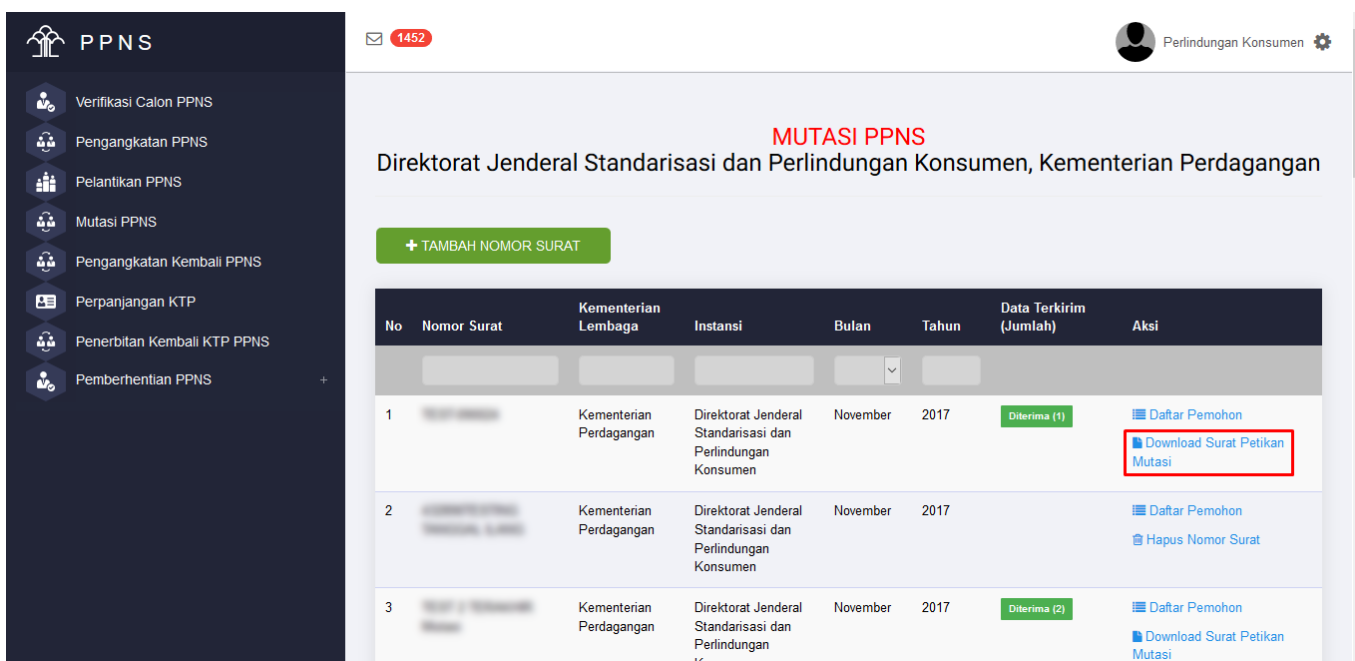 PPNS
1452
Perlindungan Konsumen
Verifikasi Calon PPNS
Pengangkatan PPNS
Pelantikan PPNS
Mutasi PPNS
Pengangkatan Kembali PPNS
Perpanjangan KTP
Penerbitan Kembali KTP PPNS
Pemberhentian PPNS +
MUTASI PPNS
Direktorat Jenderal Standarisasi dan Perlindungan Konsumen, Kementerian Perdagangan
+ TAMBAH NOMOR SURAT
No Nomor Surat Kementerian Lembaga Instansi Bulan Tahun Data Terkirim (Jumlah) Aksi
1 Kementerian Direktorat Jenderal November 2017 Diterima (1) Daftar Pemohon
Perdagangan Standarisasi dan Download Surat Petikan
Perlindungan Mutasi
Konsumen
2 Kementerian Direktorat Jenderal November 2017 Daftar Pemohon
Perdagangan Standarisasi dan Hapus Nomor Surat
Perlindungan
Konsumen
3 Kementerian Direktorat Jenderal November 2017 Diterima (2) Daftar Pemohon
Perdagangan Standarisasi dan Download Surat Petikan
Perlindungan Mutasi